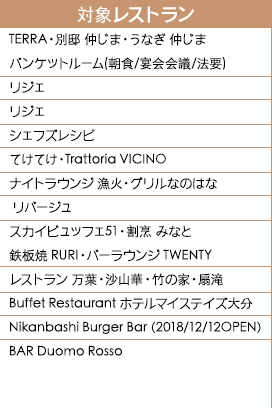 対象レストラン
TERRA・別邸 仲じま・うなぎ 仲じま
バンケットルーム(朝食/宴会会議/法要)
リジェ
リジェ
シェフズレシピ
てけてけ・Trattoria VICINO
ナイトラウンジ 漁火・グリルなのはな
リバージュ
スカイビュッフェ51・割烹 みなと
鉄板焼 RURI・バーラウンジ TWENTY
レストラン 万葉・沙山華・竹の家・扇滝
Buffet Restaurant ホテルマイステイズ大分
Nikanbashi Burger Bar (2018/12/12OPEN)
BAR Duomo Rosso